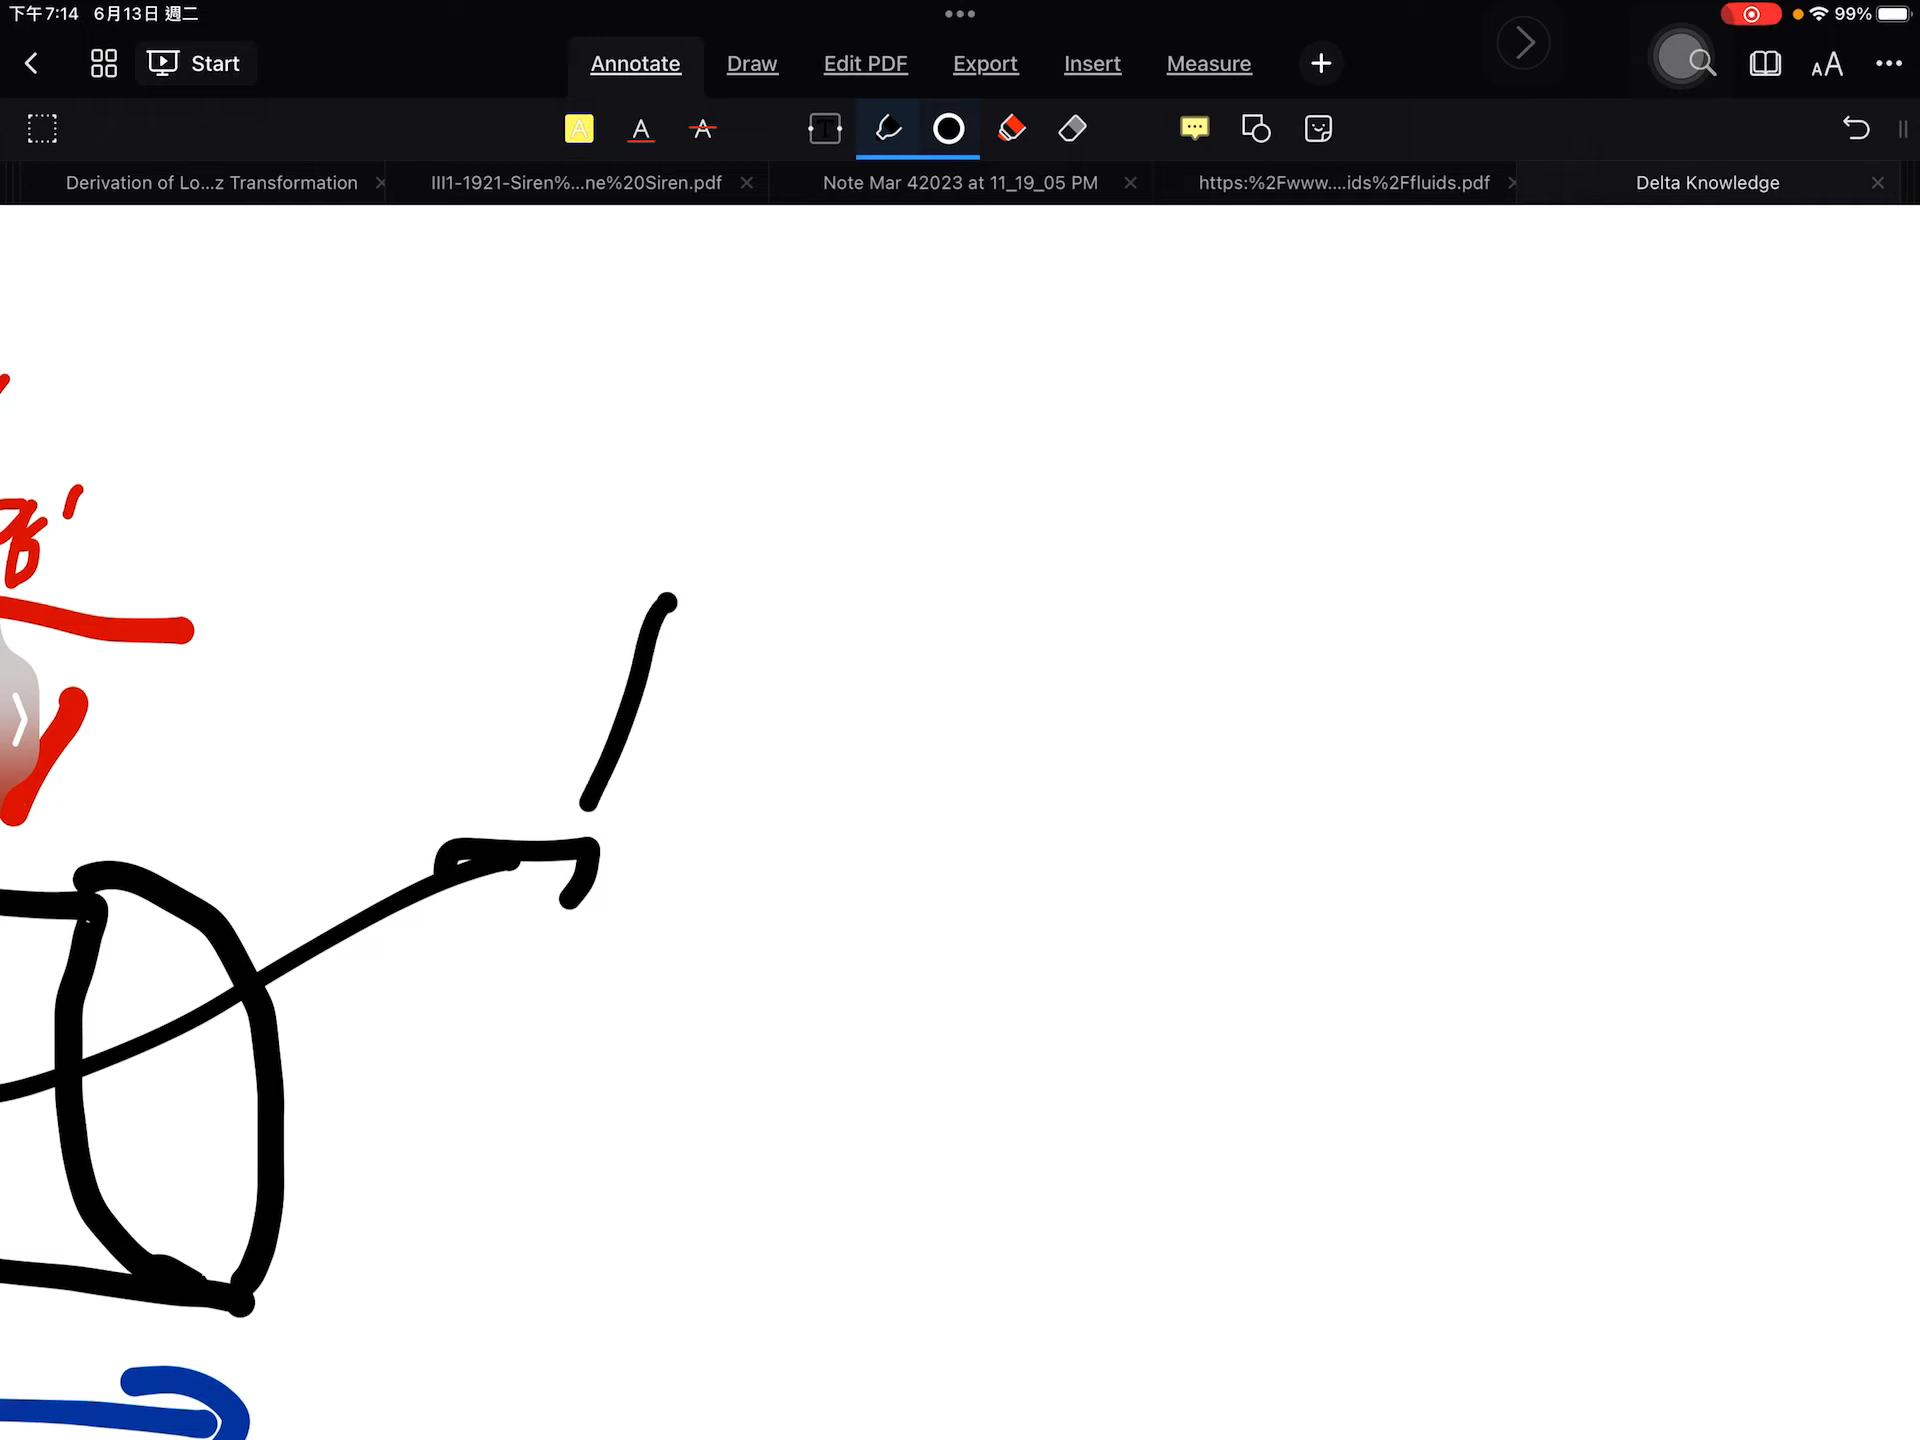 下午7:14 6月13日 週二
99%
Start
Annotate Draw Edit PDF Export Insert Measure
AA
A A A T
Derivation of Lo...z Transformation
III1-1921-Siren%...ne%20Siren.pdf
Note Mar 42023 at 11_19_05 PM
https:%2Fwww....ids%2Ffluids.pdf
Delta Knowledge